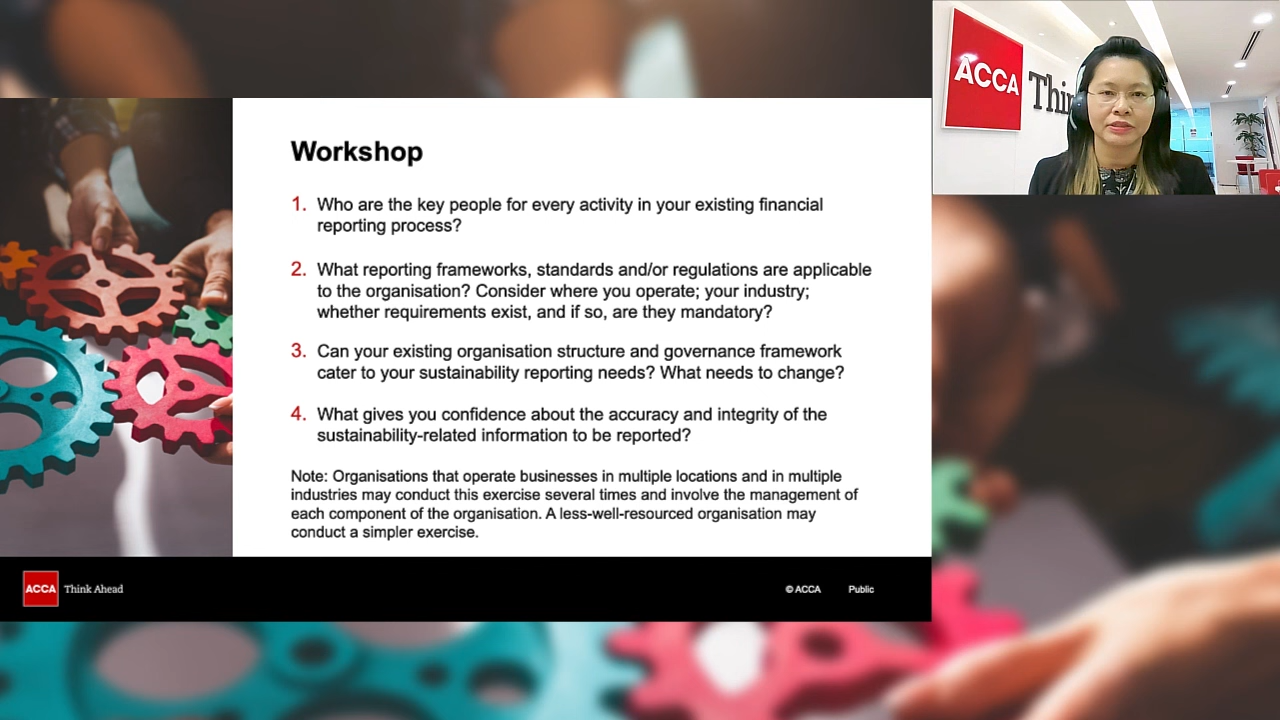 Workshop
1. Who are the key people for every activity in your existing financial
reporting process?
2. What reporting frameworks, standards and/or regulations are applicable
to the organisation? Consider where you operate; your industry;
whether requirements exist, and if so, are they mandatory?
3. Can your existing organisation structure and governance framework
cater to your sustainability reporting needs? What needs to change?
4. What gives you confidence about the accuracy and integrity of the
sustainability-related information to be reported?
Note: Organisations that operate businesses in multiple locations and in multiple
industries may conduct this exercise several times and involve the management of
each component of the organisation. A less-well-resourced organisation may
conduct a simpler exercise.
ACCA Think Ahead
© ACCA Public
ACCA Thin